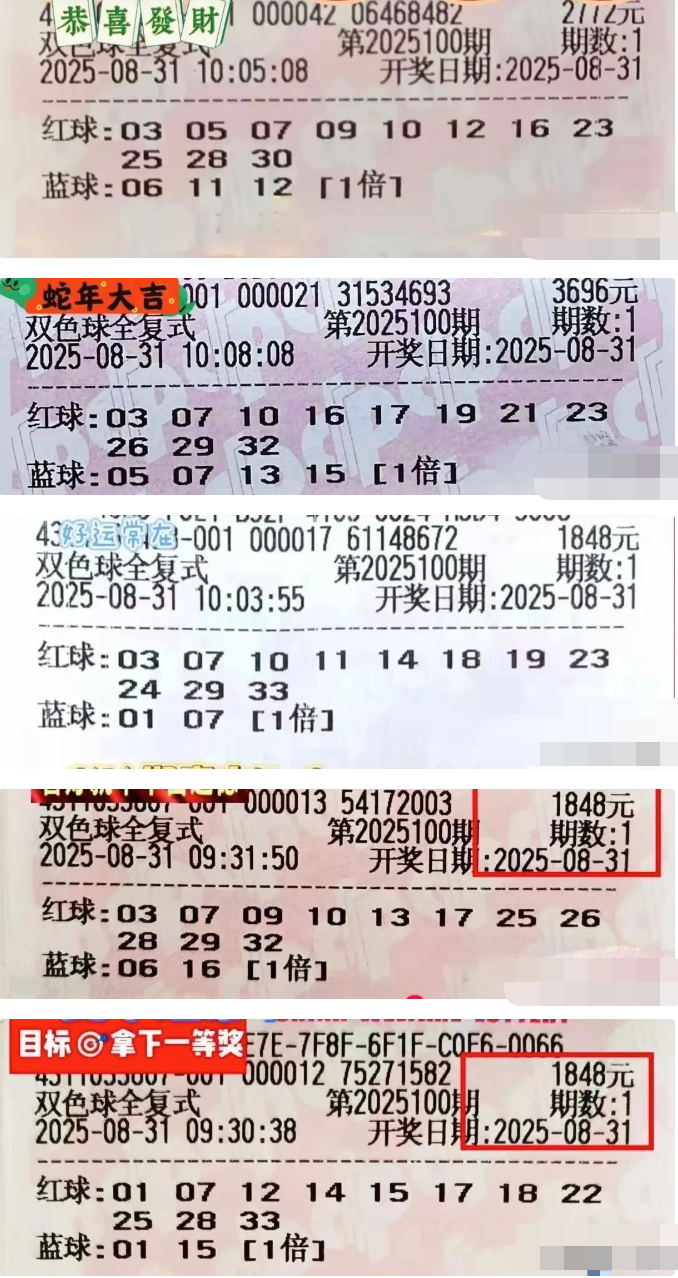 恭喜發財
000042 06468482 2772元
双色球全复式 第2025100期 期数:1
2025-08-31 10:05:08 开奖日期:2025-08-31
红球:03 05 07 09 10 12 16 23
25 28 30
蓝球:06 11 12 [1倍]
蛇年大吉
001 000021 31534693 3696元
双色球全复式 第2025100期 期数:1
2025-08-31 10:08:08 开奖日期:2025-08-31
红球:03 07 10 16 17 19 21 23
26 29 32
蓝球:05 07 13 15 [1倍]
好运常在
-001 000017 61148672 1848元
双色球全复式 第2025100期 期数:1
2025-08-31 10:03:55 开奖日期:2025-08-31
红球:03 07 10 11 14 18 19 23
24 29 33
蓝球:01 07 [1倍]
000013 54172003 1848元
双色球全复式 第2025100期 期数:1
2025-08-31 09:31:50 开奖日期:2025-08-31
红球:03 07 09 10 13 17 25 26
28 29 32
蓝球:06 16 [1倍]
目标 拿下一等奖
E7E-7F8F-6F1F-C0F6-0066
000012 75271582 1848元
双色球全复式 第2025100期 期数:1
2025-08-31 09:30:38 开奖日期:2025-08-31
红球:01 07 12 14 15 17 18 22
25 28 33
蓝球:01 15 [1倍]